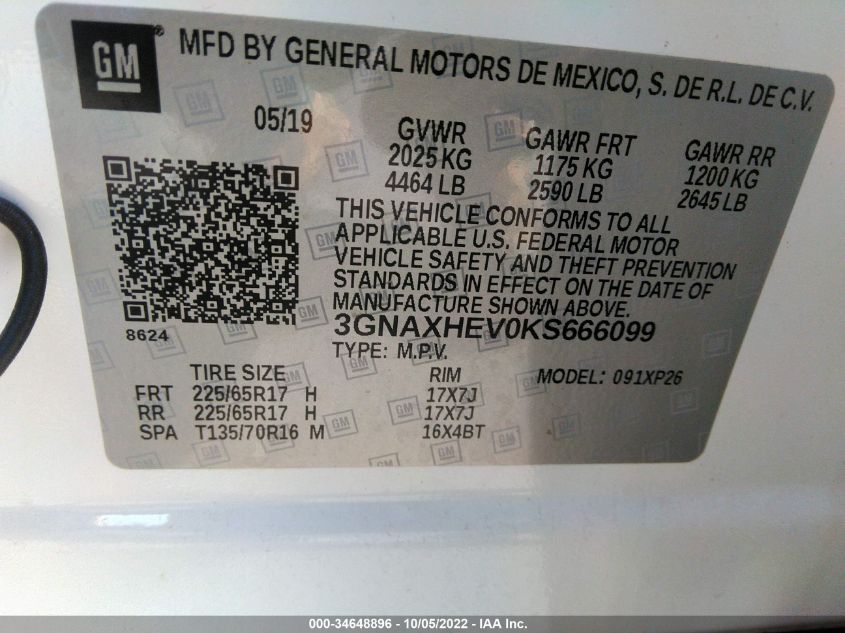 GM
MFD BY GENERAL MOTORS DE MEXICO, S. DE R.L. DE C.V.
05/19
GVWR
2025 KG
4464 LB
GAWR FRT
1175 KG
2590 LB
GAWR RR
1200 KG
2645 LB
THIS VEHICLE CONFORMS TO ALL
APPLICABLE U.S. FEDERAL MOTOR
VEHICLE SAFETY AND THEFT PREVENTION
STANDARDS IN EFFECT ON THE DATE OF
MANUFACTURE SHOWN ABOVE.
8624
3GNAXHEV0KS666099
TYPE: M.P.V.
TIRE SIZE RIM MODEL: 091XP26
FRT 225/65R17 H 17X7J
RR 225/65R17 H 17X7J
SPA T135/70R16 M 16X4BT
000-34648896 - 10/05/2022 - IAA Inc.